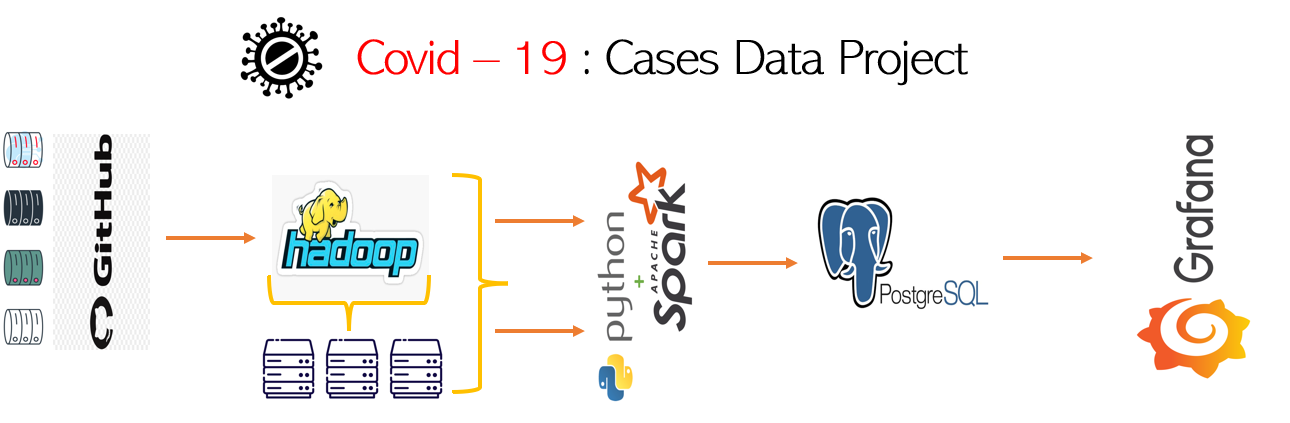 Covid – 19 : Cases Data Project
GitHub
hadoop
python
+
APACHE
Spark
PostgreSQL
Grafana